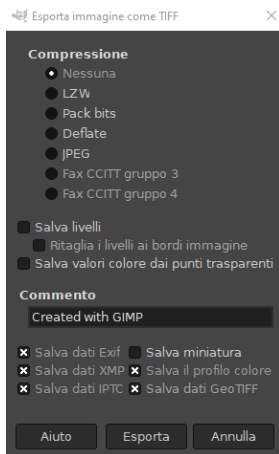 Esporta immagine come TIFF
Compressione
Nessuna
LZW
Pack bits
Deflate
JPEG
Fax CCITT gruppo 3
Fax CCITT gruppo 4
Salva livelli
Ritaglia i livelli ai bordi immagine
Salva valori colore dai punti trasparenti
Commento
Created with GIMP
Salva dati Exif Salva miniatura
Salva dati XMP Salva il profilo colore
Salva dati IPTC Salva dati GeoTIFF
Aiuto Esporta Annulla